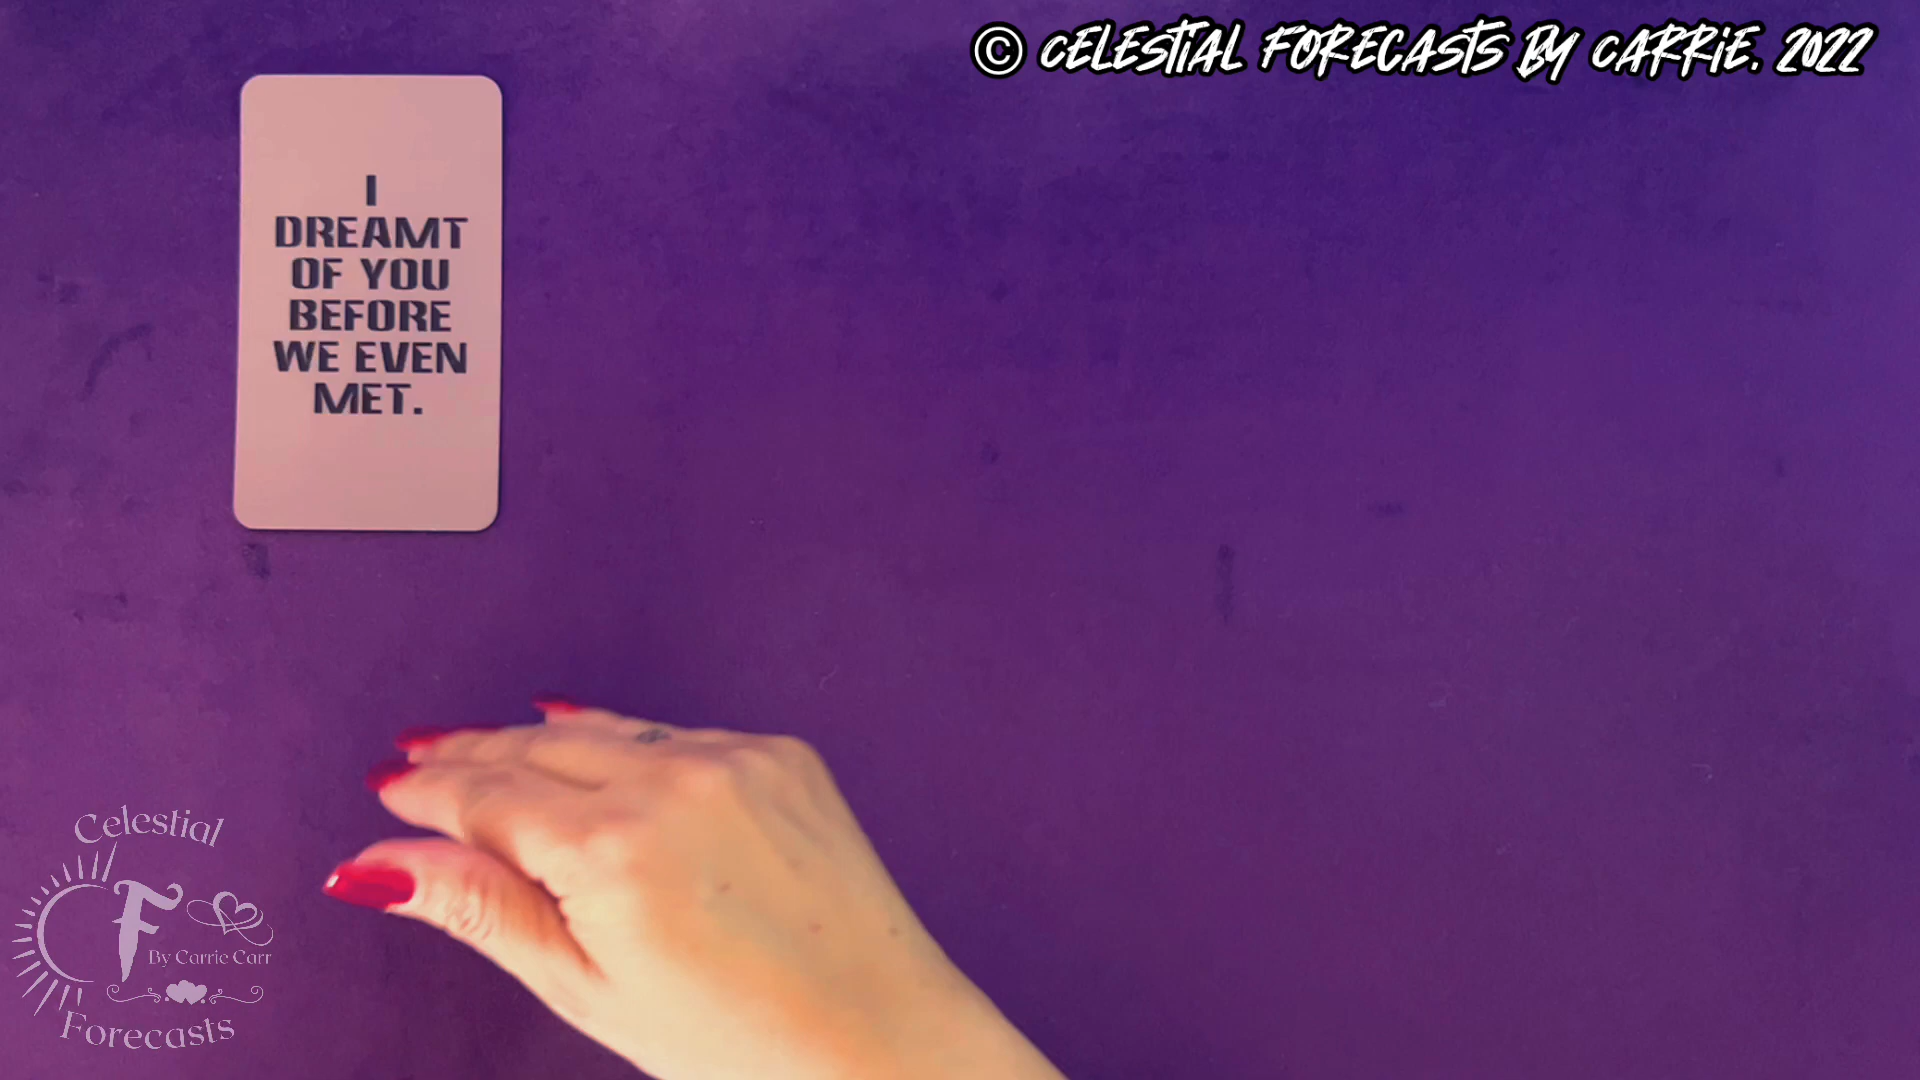 © CELESTIAL FORECASTS BY CARRIE. 2022
I
DREAMT
OF YOU
BEFORE
WE EVEN
MET.
Celestial
F
By Carrie Carr
Forecasts